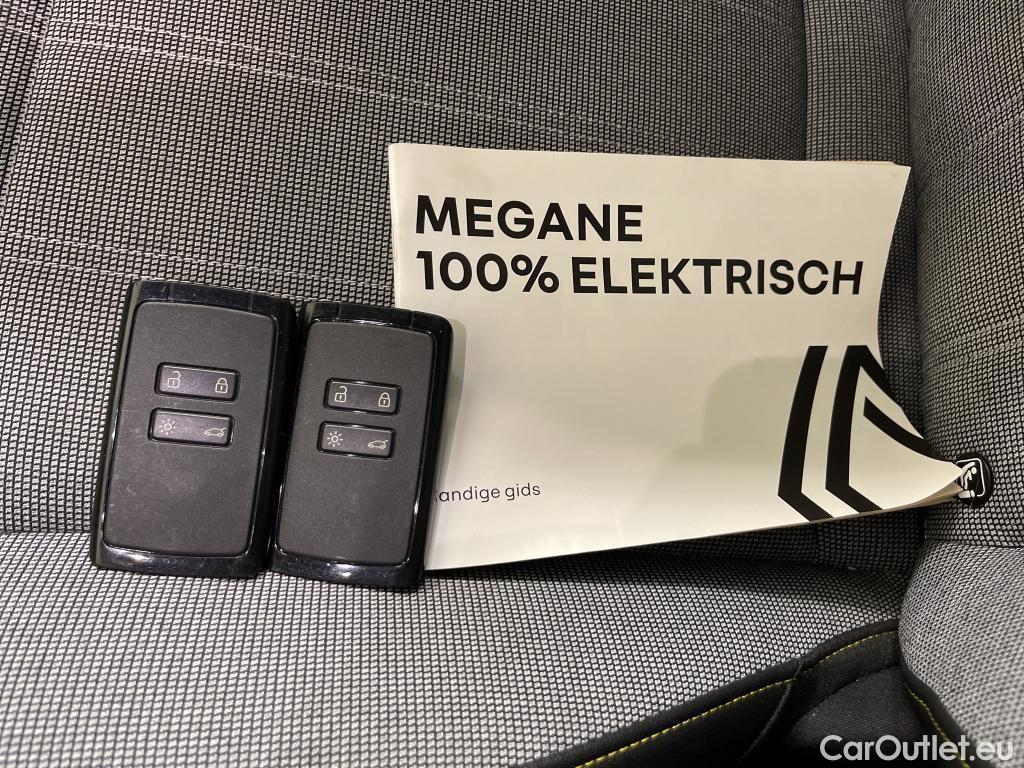 MEGANE
100% ELEKTRISCH
andige gids
CarOutlet.eu